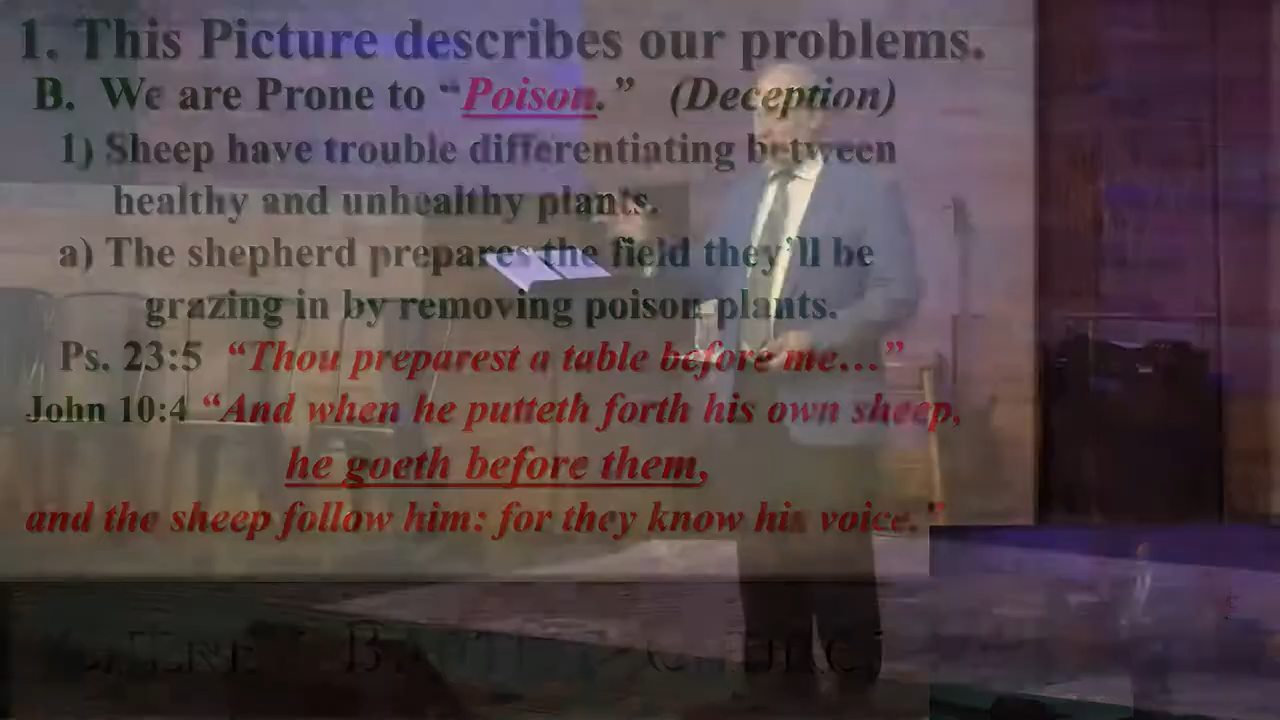 1. This Picture describes our problems.
B. We are Prone to “Poison.” (Deception)
1) Sheep have trouble differentiating between
healthy and unhealthy plants.
a) The shepherd prepares the field they’ll be
grazing in by removing poison plants.
Ps. 23:5 “Thou preparest a table before me…”
John 10:4 “And when he putteth forth his own sheep,
he goeth before them,
and the sheep follow him: for they know his voice.”